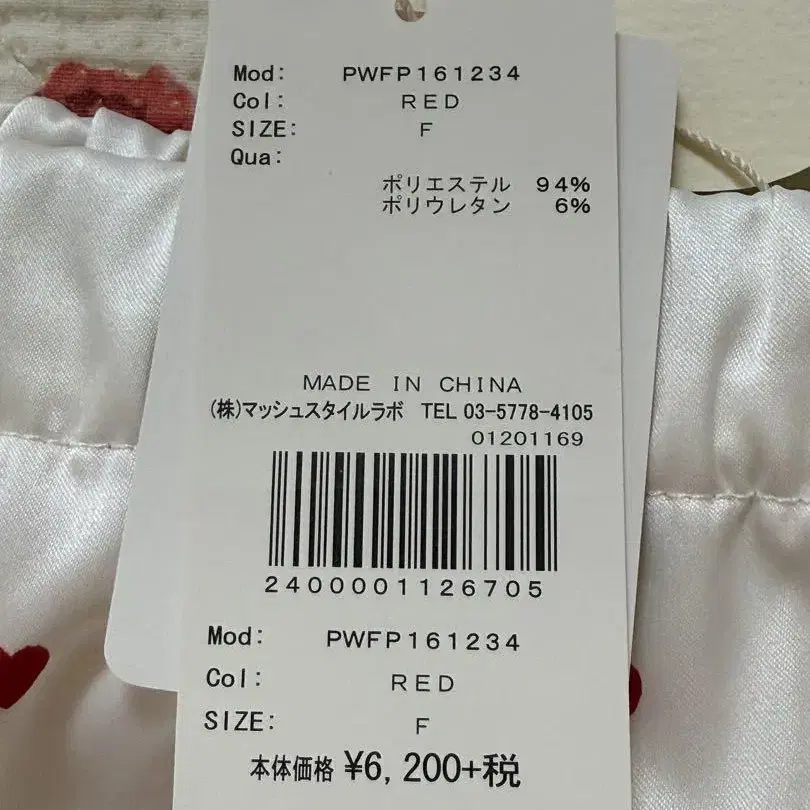 Mod: PWFP161234
Col: RED
SIZE: F
Qua:
ポリエステル 94%
ポリウレタン 6%
MADE IN CHINA
(株)マッシュスタイルラボ TEL 03-5778-4105
01201169
2400001126705
Mod: PWFP161234
Col: RED
SIZE: F
本体価格 ¥6,200+税